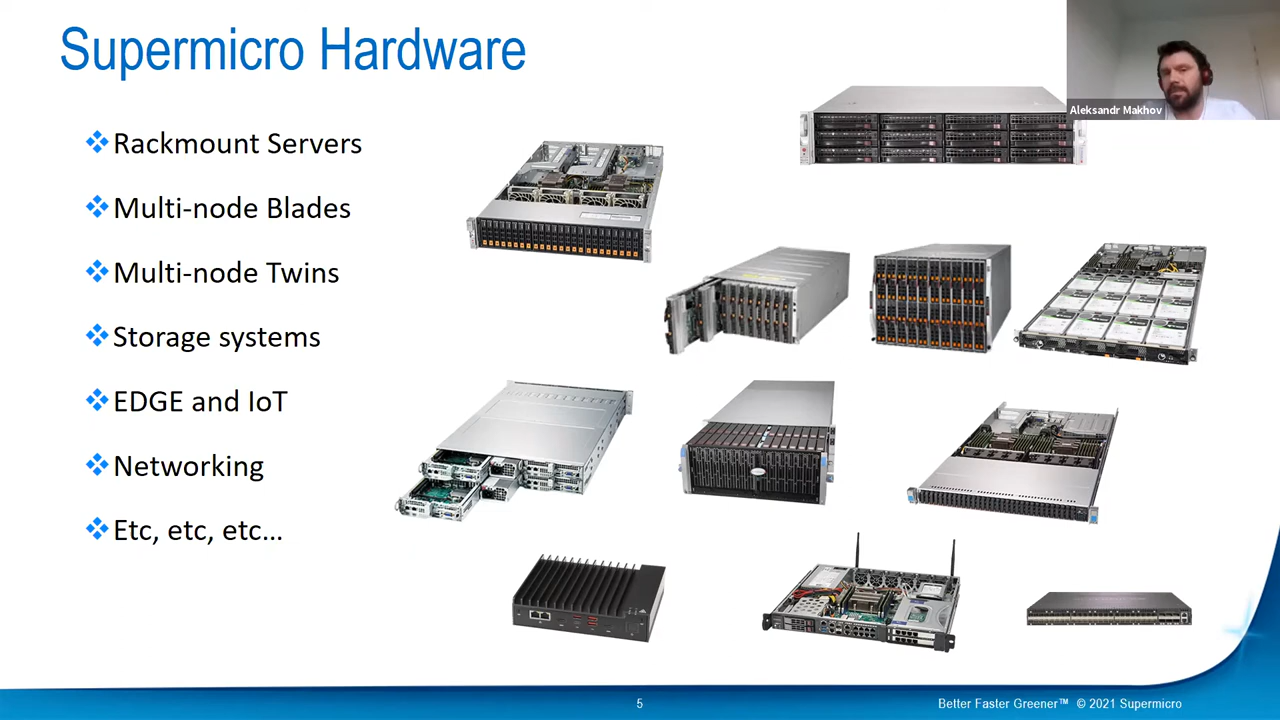 Supermicro Hardware
Aleksandr Makhov
❖ Rackmount Servers
❖ Multi-node Blades
❖ Multi-node Twins
❖ Storage systems
❖ EDGE and IoT
❖ Networking
❖ Etc, etc, etc…
5
Better Faster Greener™ © 2021 Supermicro